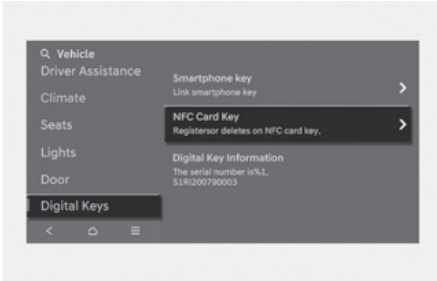 Vehicle
Driver Assistance
Climate
Seats
Lights
Door
Digital Keys
Smartphone key
Link smartphone key
NFC Card Key
Registersor deletes on NFC card key,
Digital Key Information
The serial number is%1,
S1RI200790003